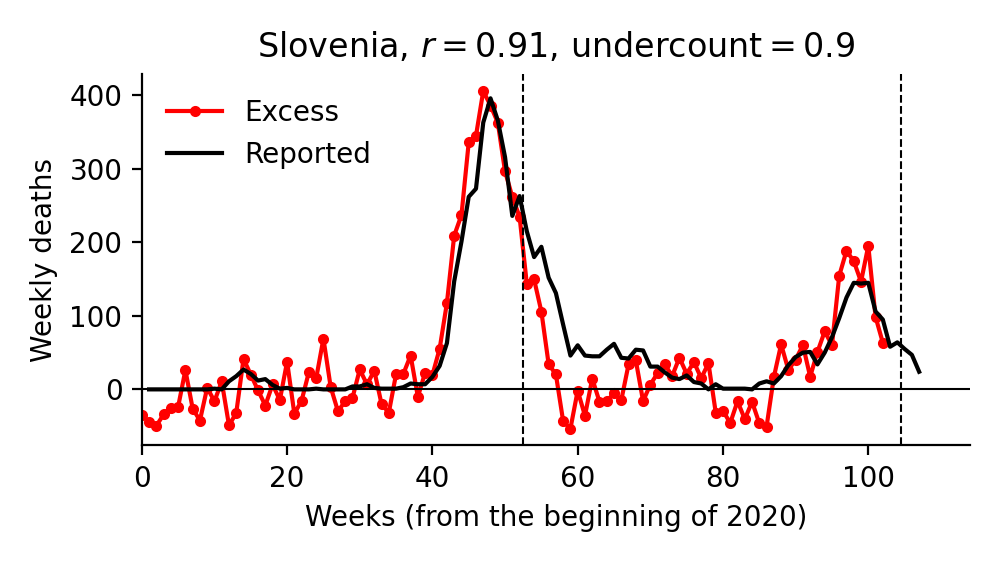 Slovenia, r = 0.91, undercount = 0.9
Excess
Reported
Weekly deaths
400
300
200
100
0
0 20 40 60 80 100
Weeks (from the beginning of 2020)